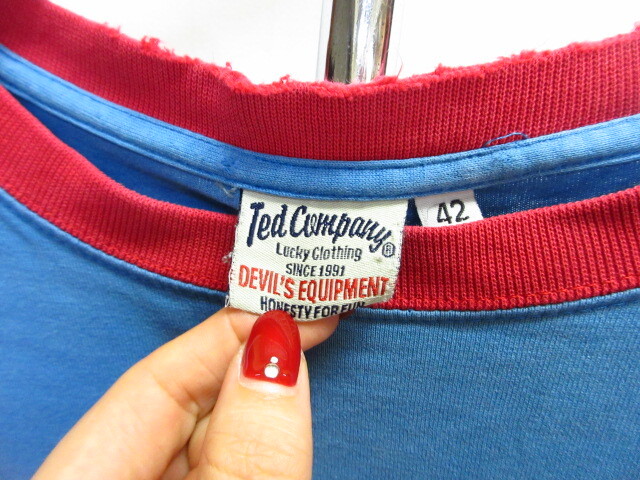 Ted Company®
Lucky Clothing
SINCE 1991
DEVIL'S EQUIPMENT
HONESTY FOR FUN
42